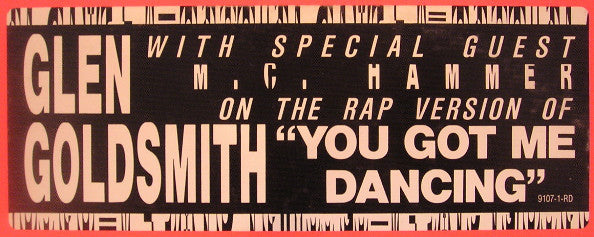 GLEN
GOLDSMITH
WITH SPECIAL GUEST
M.C. HAMMER
ON THE RAP VERSION OF
"YOU GOT ME
DANCING"
9107-1-RD